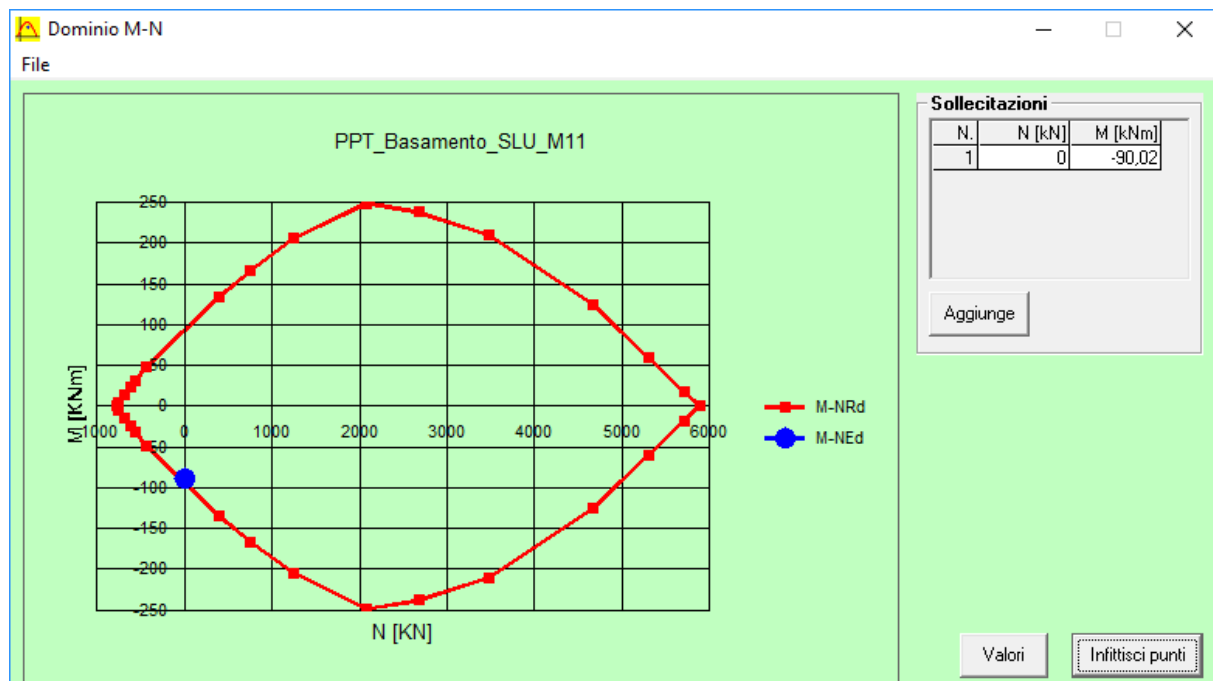 Dominio M-N
File
PPT_Basamento_SLU_M11
250
200
150
100
50
0
-50
-100
-150
-200
-250
M [KNm]
-1000 0 1000 2000 3000 4000 5000 6000
N [KN]
M-NRd
M-NEd
Sollecitazioni
N. N [kN] M [kNm]
1 0 -90,02
Aggiunge
Valori
Infittisci punti